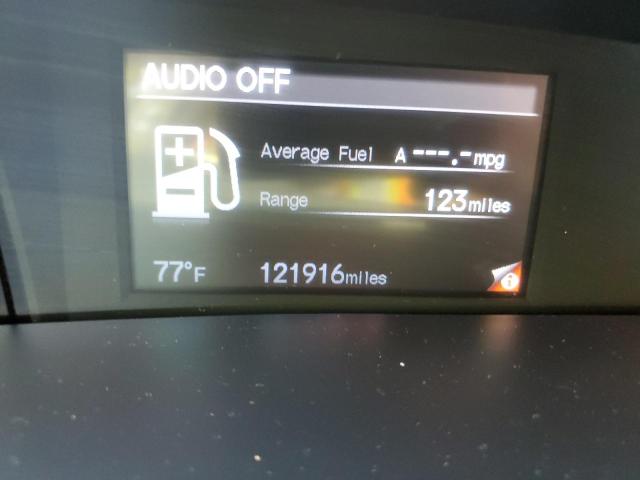 AUDIO OFF
Average Fuel A ---.- mpg
Range 123 miles
77°F 121916 miles i